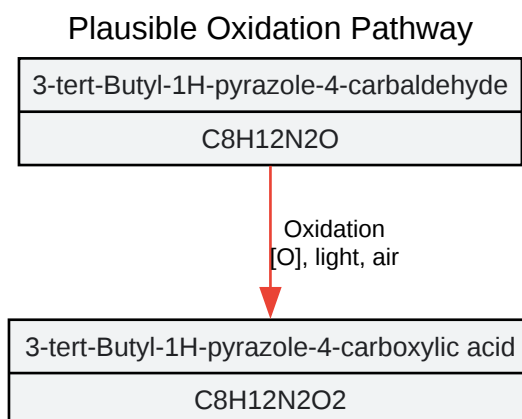 Plausible Oxidation Pathway
3-tert-Butyl-1H-pyrazole-4-carbaldehyde
C8H12N2O
Oxidation
[O], light, air
3-tert-Butyl-1H-pyrazole-4-carboxylic acid
C8H12N2O2